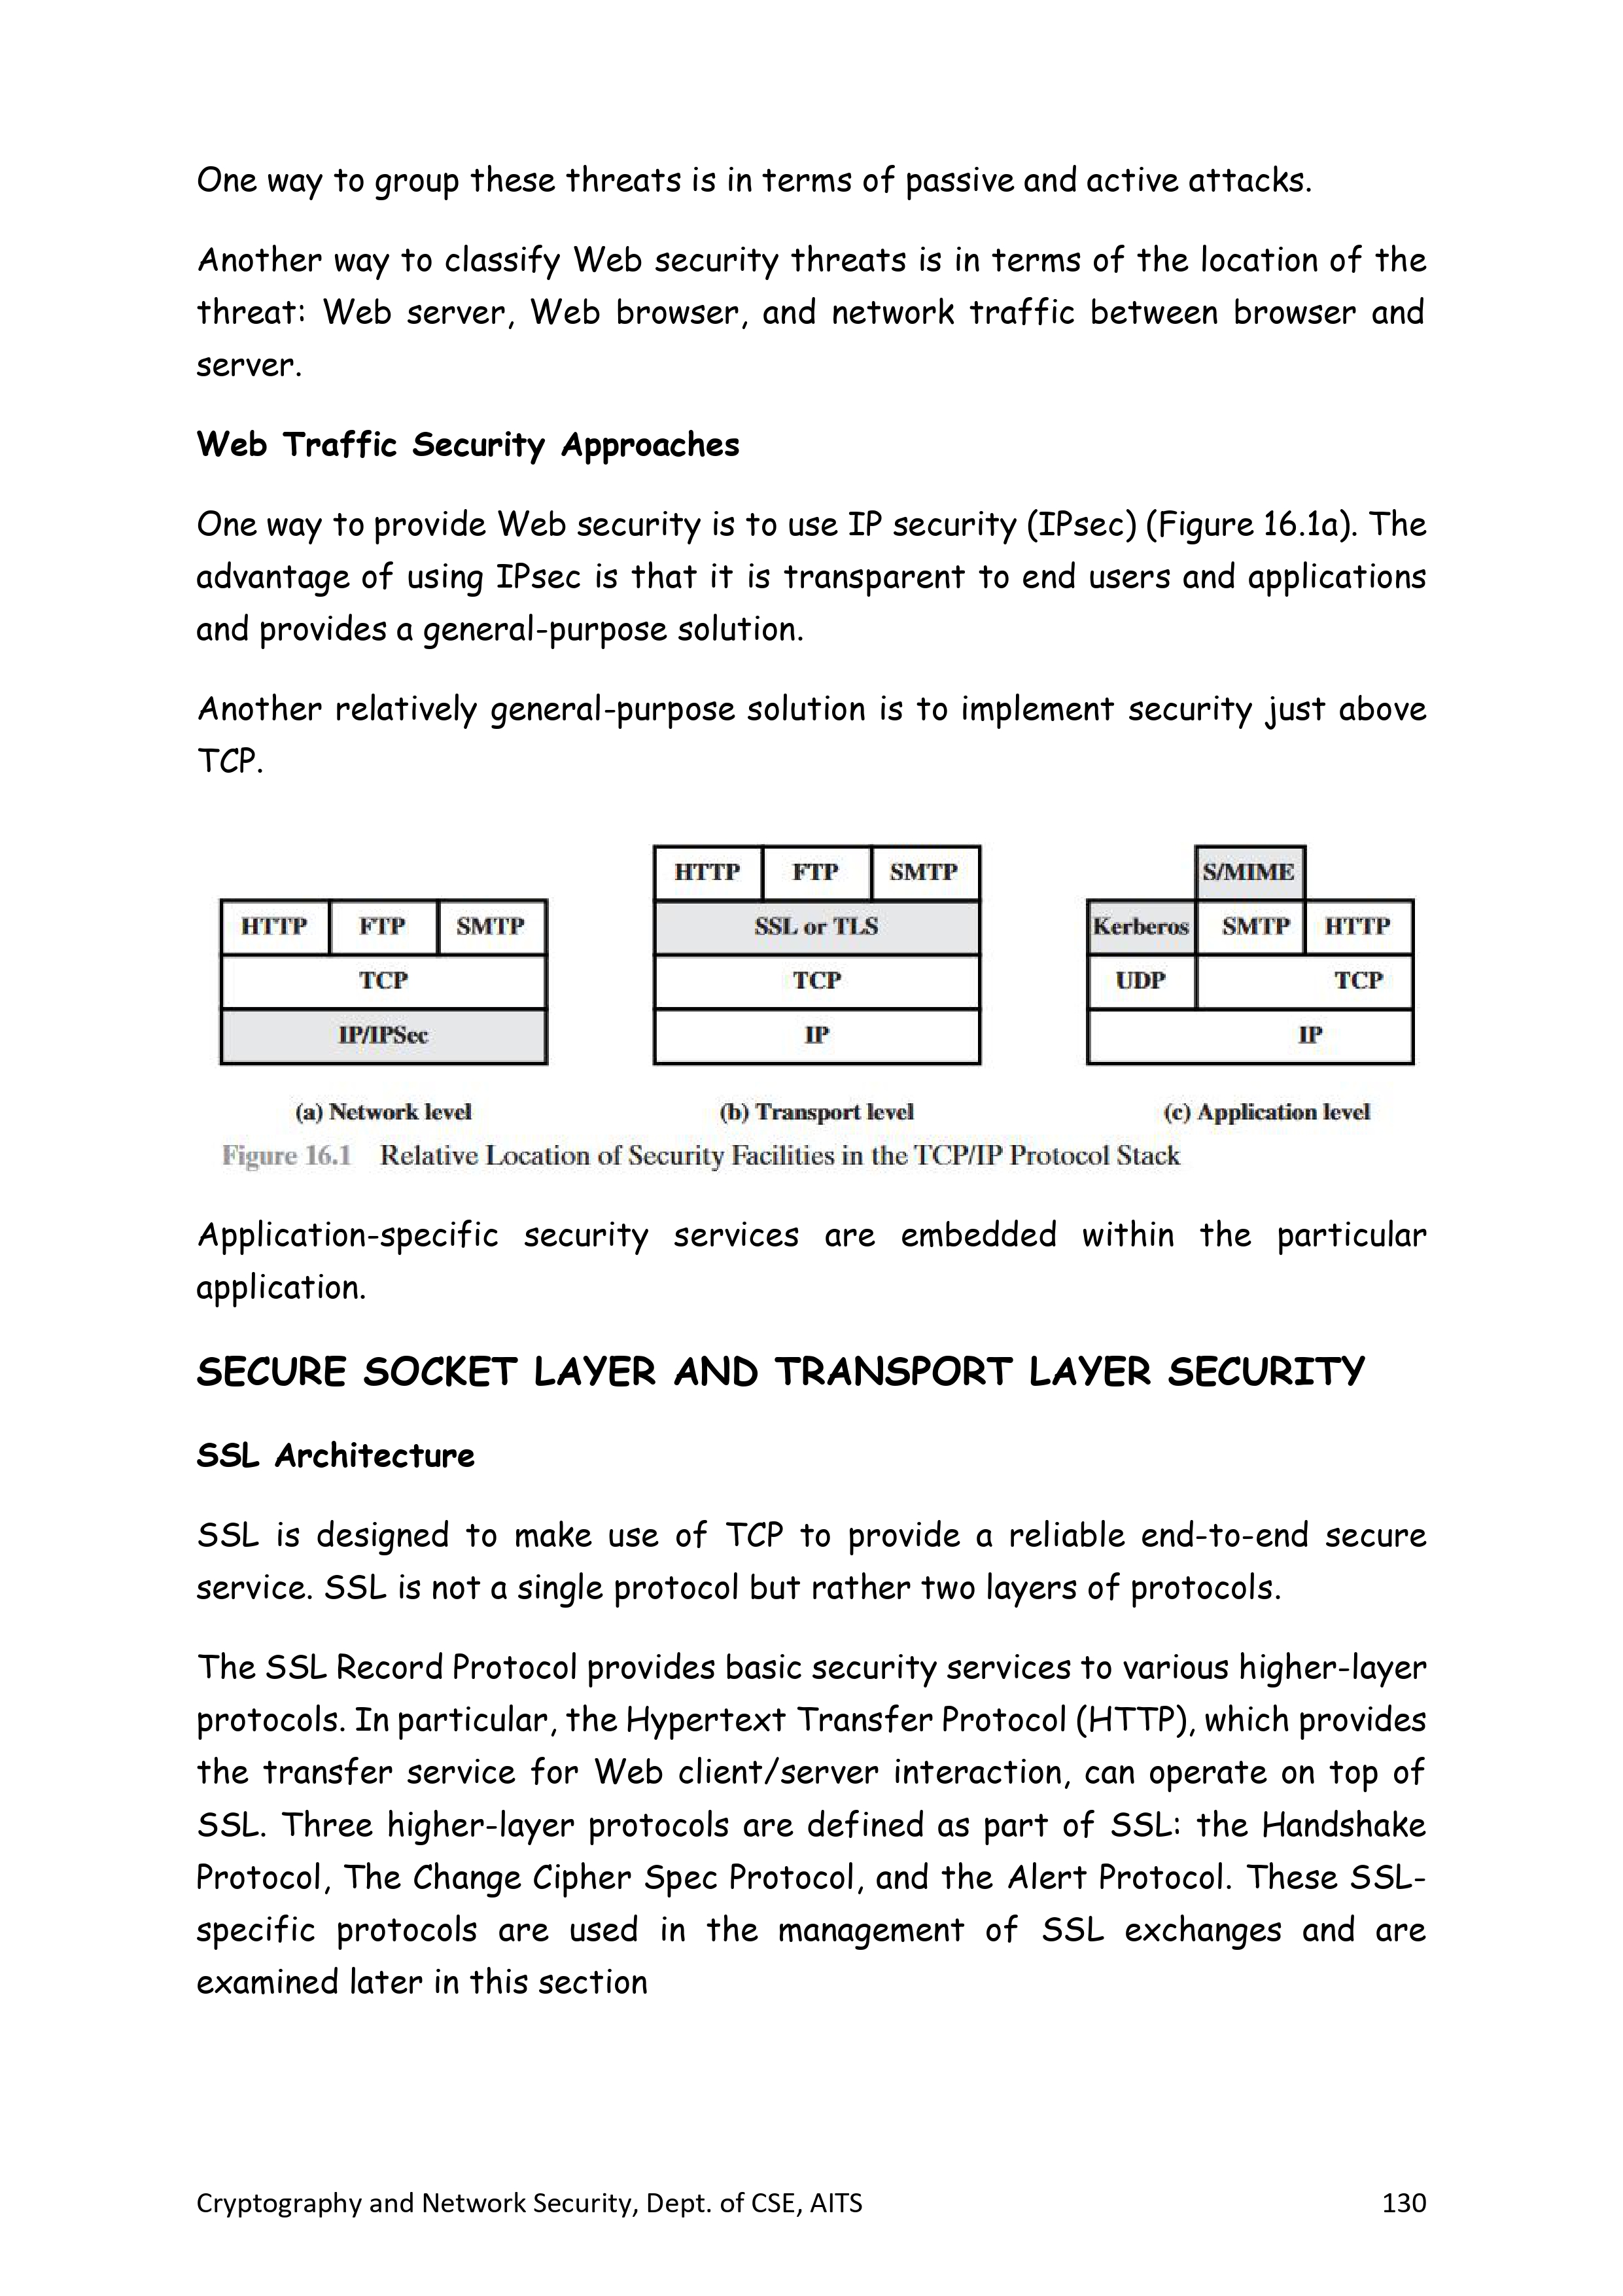 One way to group these threats is in terms of passive and active attacks.
Another way to classify Web security threats is in terms of the location of the
threat: Web server, Web browser, and network traffic between browser and
server.
Web Traffic Security Approaches
One way to provide Web security is to use IP security (IPsec) (Figure 16.1a). The
advantage of using IPsec is that it is transparent to end users and applications
and provides a general-purpose solution.
Another relatively general-purpose solution is to implement security just above
TCP.
HTTP FTP SMTP
TCP
IP/IPSec
(a) Network level
HTTP FTP SMTP
SSL or TLS
TCP
IP
(b) Transport level
S/MIME
Kerberos SMTP HTTP
UDP TCP
IP
(c) Application level
Figure 16.1 Relative Location of Security Facilities in the TCP/IP Protocol Stack
Application-specific security services are embedded within the particular
application.
SECURE SOCKET LAYER AND TRANSPORT LAYER SECURITY
SSL Architecture
SSL is designed to make use of TCP to provide a reliable end-to-end secure
service. SSL is not a single protocol but rather two layers of protocols.
The SSL Record Protocol provides basic security services to various higher-layer
protocols. In particular, the Hypertext Transfer Protocol (HTTP), which provides
the transfer service for Web client/server interaction, can operate on top of
SSL. Three higher-layer protocols are defined as part of SSL: the Handshake
Protocol, The Change Cipher Spec Protocol, and the Alert Protocol. These SSL-
specific protocols are used in the management of SSL exchanges and are
examined later in this section
Cryptography and Network Security, Dept. of CSE, AITS 130